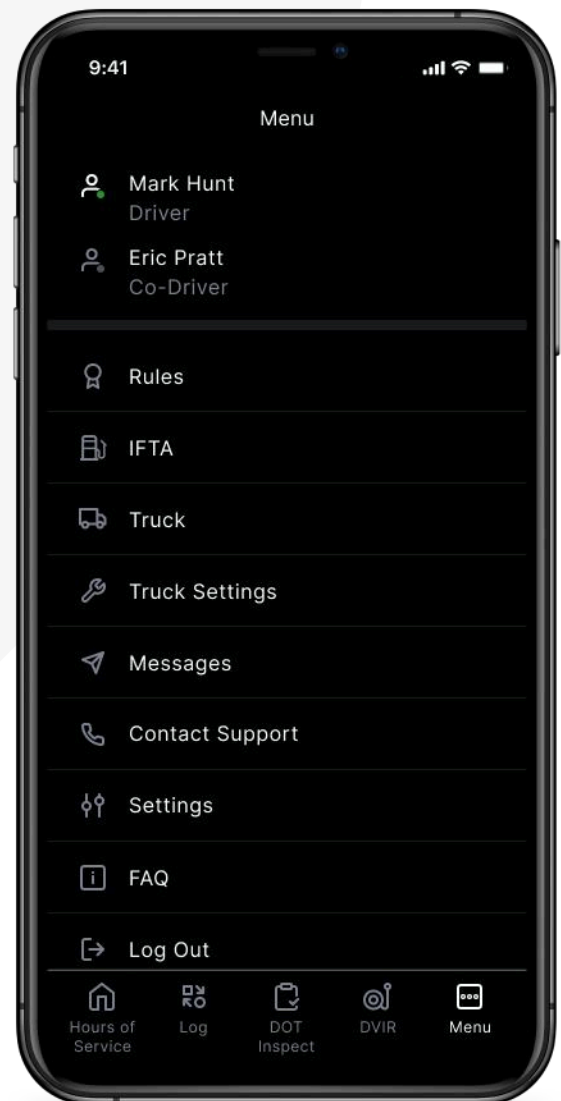 9:41
Menu
Mark Hunt
Driver
Eric Pratt
Co-Driver
Rules
IFTA
Truck
Truck Settings
Messages
Contact Support
Settings
FAQ
Log Out
Hours of
Service
Log
DOT
Inspect
DVIR
Menu